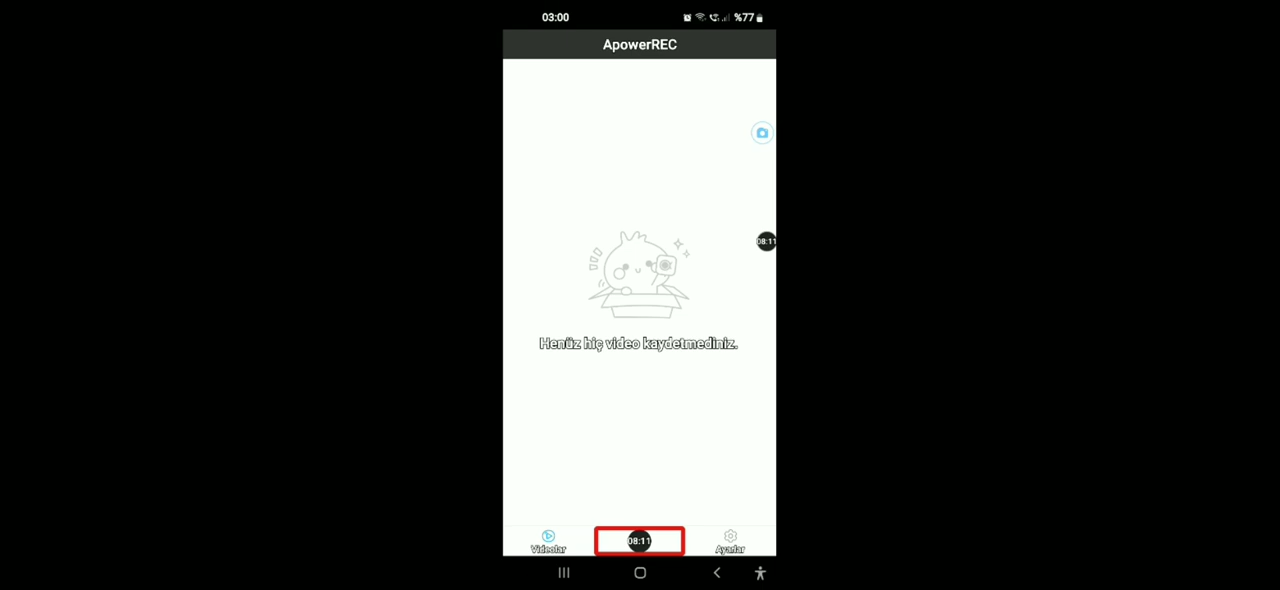 03:00 %77
ApowerREC
08:11
Henüz hiç video kaydetmediniz.
Videolar 08:11 Ayarlar